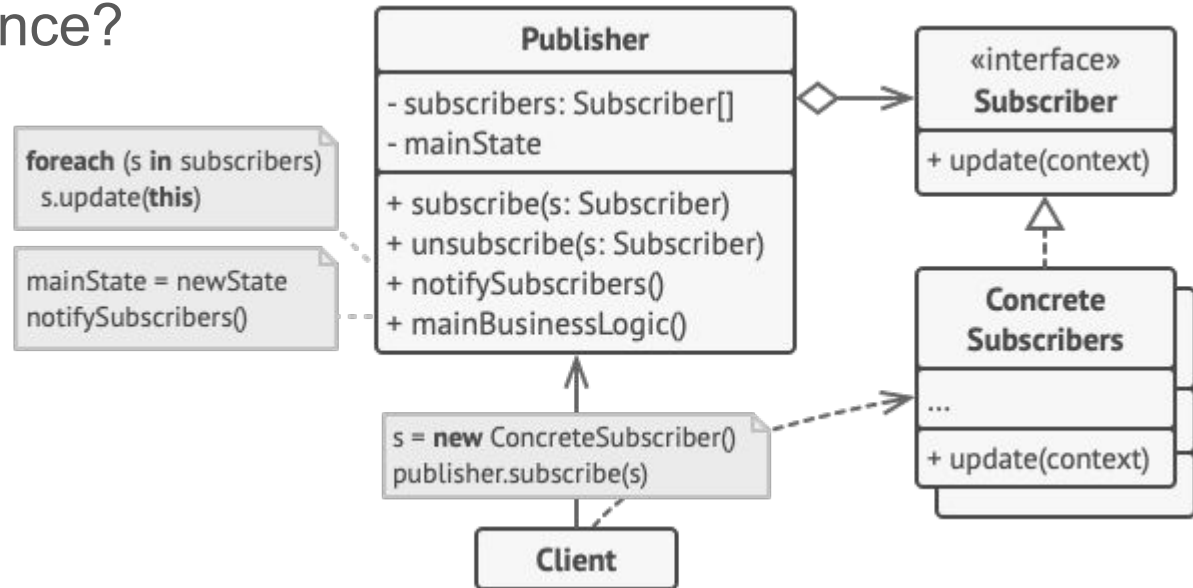 nce?
Publisher
- subscribers: Subscriber[]
- mainState
+ subscribe(s: Subscriber)
+ unsubscribe(s: Subscriber)
+ notifySubscribers()
+ mainBusinessLogic()
«interface»
Subscriber
+ update(context)
foreach (s in subscribers)
s.update(this)
mainState = newState
notifySubscribers()
Concrete
Subscribers
...
+ update(context)
s = new ConcreteSubscriber()
publisher.subscribe(s)
Client